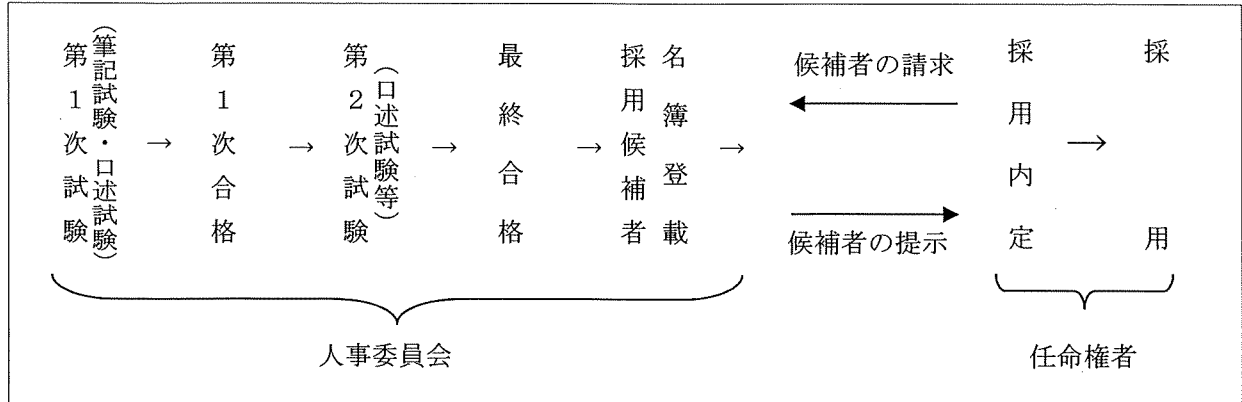 第１次試験
（筆記試験・口述試験）
→
第１次合格
→
第２次試験
（口述試験等）
→
最終合格
→
採用候補者
名簿登載
→
候補者の請求
候補者の提示
採用内定
→
採用
人事委員会
任命権者